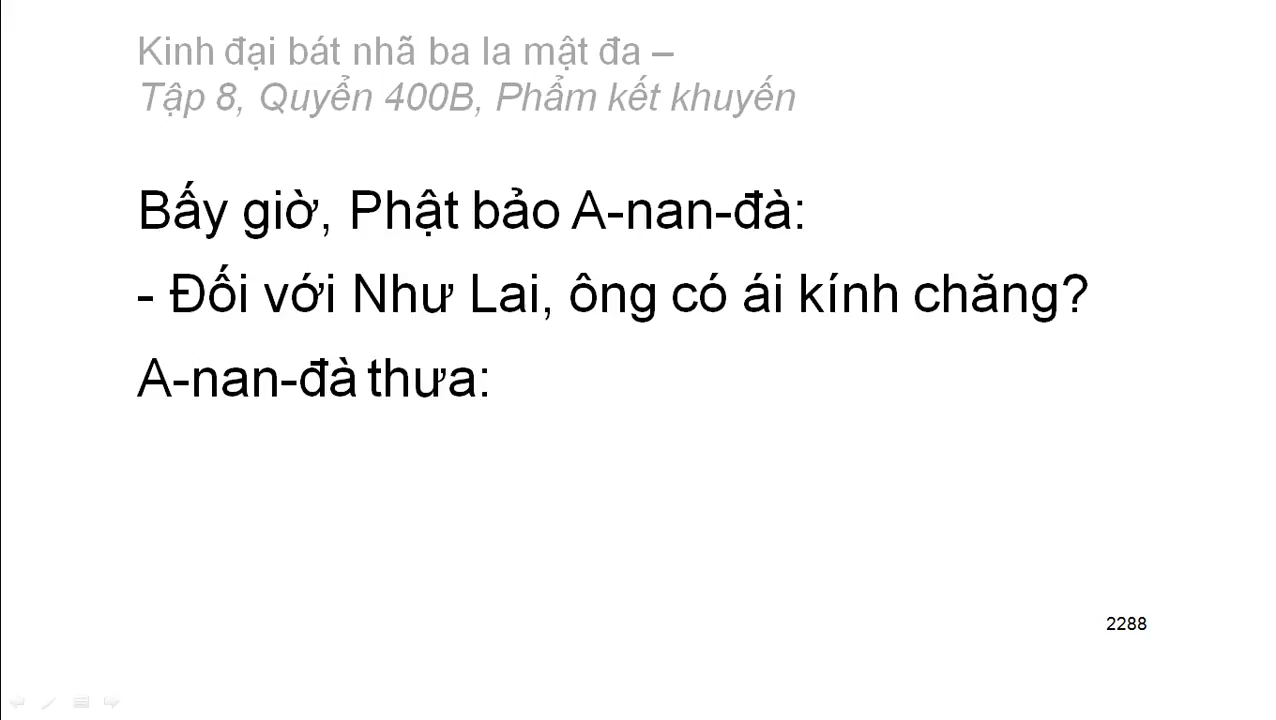 Kinh đại bát nhã ba la mật đa –
Tập 8, Quyển 400B, Phẩm kết khuyến
Bấy giờ, Phật bảo A-nan-đà:
- Đối với Như Lai, ông có ái kính chăng?
A-nan-đà thưa:
2288